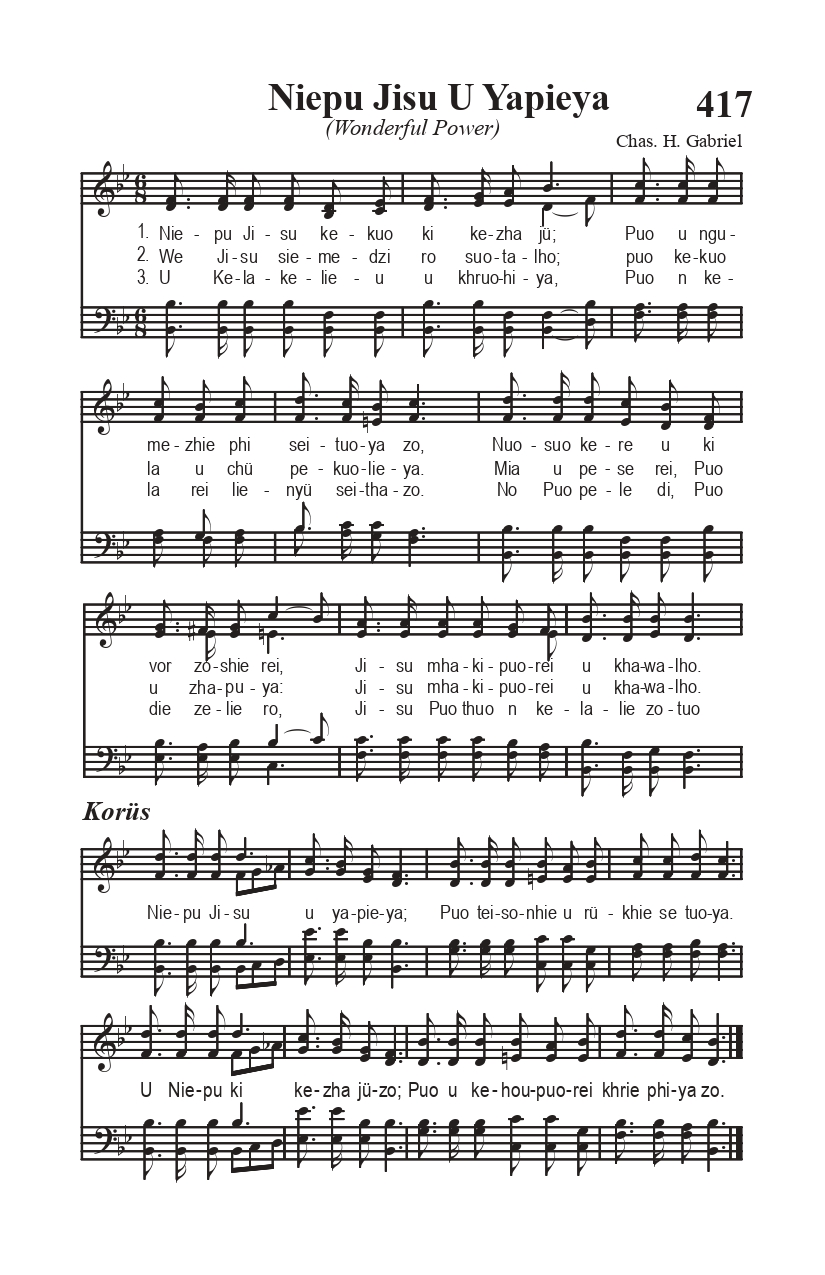 Niepu Jisu U Yapieya 417
(Wonderful Power)
Chas. H. Gabriel
1. Nie - pu Ji - su ke - kuo ki ke-zha jü; Puo u ngu -
2. We Ji - su sie - me - dzi ro suo-ta-lho; puo ke-kuo
3. U Ke-la - ke-lie - u u khruo-hi-ya, Puo n ke -
me-zhie phi sei-tuo-ya zo, Nuo-suo ke-re u ki
la u chü pe-kuo-lie-ya. Mia u pe-se rei, Puo
la rei lie-nyü sei-tha-zo. No Puo pe-le di, Puo
vor zo-shie rei, Ji - su mha-ki-puo-rei u kha-wa-lho.
u zha-pu-ya: Ji - su mha-ki-puo-rei u kha-wa-lho.
die ze-lie ro, Ji - su Puo thuo n ke-la-lie zo tuo
Korüs
Nie-pu Ji-su u ya-pie-ya; Puo tei-so-nhie u rü-khie se tuo-ya.
U Nie-pu ki ke-zha jü-zo; Puo u ke-hou-puo-rei khrie phi-ya zo.